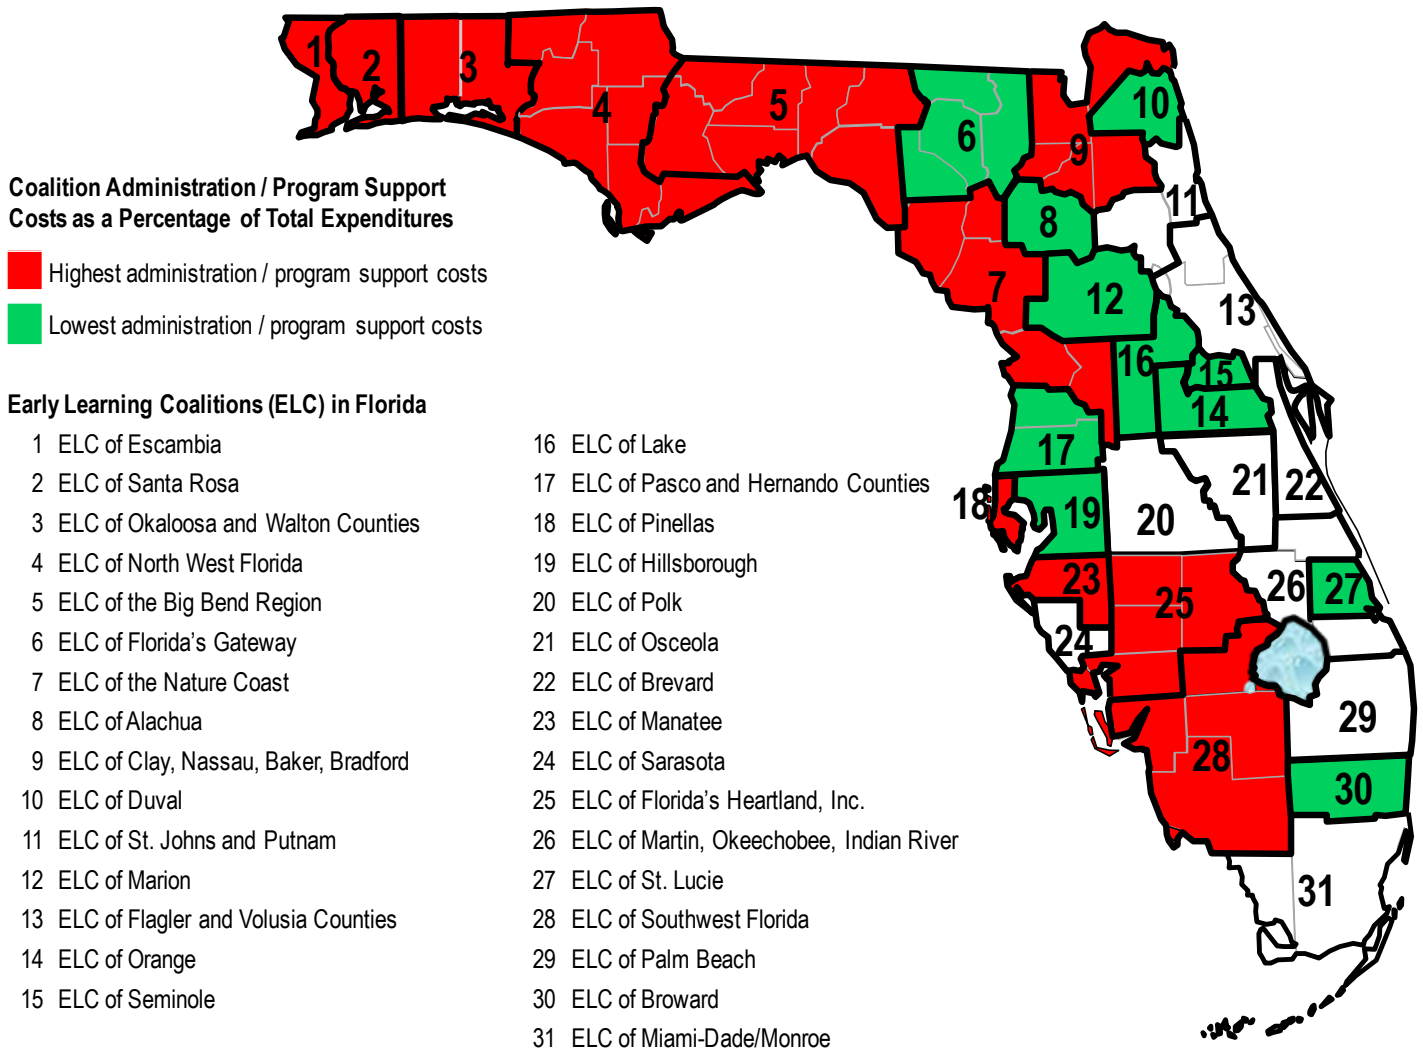 Coalition Administration / Program Support
Costs as a Percentage of Total Expenditures
Highest administration / program support costs
Lowest administration / program support costs
Early Learning Coalitions (ELC) in Florida
1 ELC of Escambia
2 ELC of Santa Rosa
3 ELC of Okaloosa and Walton Counties
4 ELC of North West Florida
5 ELC of the Big Bend Region
6 ELC of Florida's Gateway
7 ELC of the Nature Coast
8 ELC of Alachua
9 ELC of Clay, Nassau, Baker, Bradford
10 ELC of Duval
11 ELC of St. Johns and Putnam
12 ELC of Marion
13 ELC of Flagler and Volusia Counties
14 ELC of Orange
15 ELC of Seminole
16 ELC of Lake
17 ELC of Pasco and Hernando Counties
18 ELC of Pinellas
19 ELC of Hillsborough
20 ELC of Polk
21 ELC of Osceola
22 ELC of Brevard
23 ELC of Manatee
24 ELC of Sarasota
25 ELC of Florida's Heartland, Inc.
26 ELC of Martin, Okeechobee, Indian River
27 ELC of St. Lucie
28 ELC of Southwest Florida
29 ELC of Palm Beach
30 ELC of Broward
31 ELC of Miami-Dade/Monroe
1
2
3
4
5
6
7
8
9
10
11
12
13
14
15
16
17
18
19
20
21
22
23
24
25
26
27
28
29
30
31